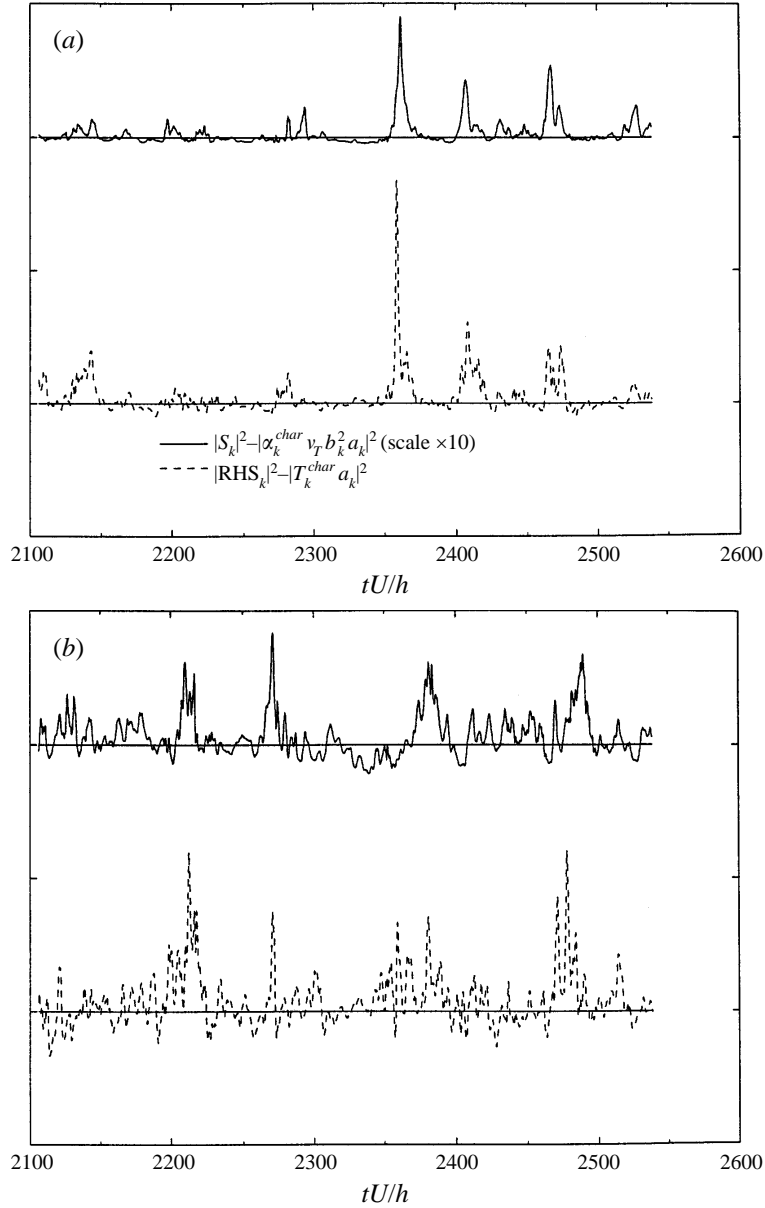 (a)
|S_k|^2–|α_k^{char} ν_T b_k^2 a_k|^2 (scale ×10)
|RHS_k|^2–|T_k^{char} a_k|^2
2100 2200 2300 2400 2500 2600
tU/h
(b)
2100 2200 2300 2400 2500 2600
tU/h